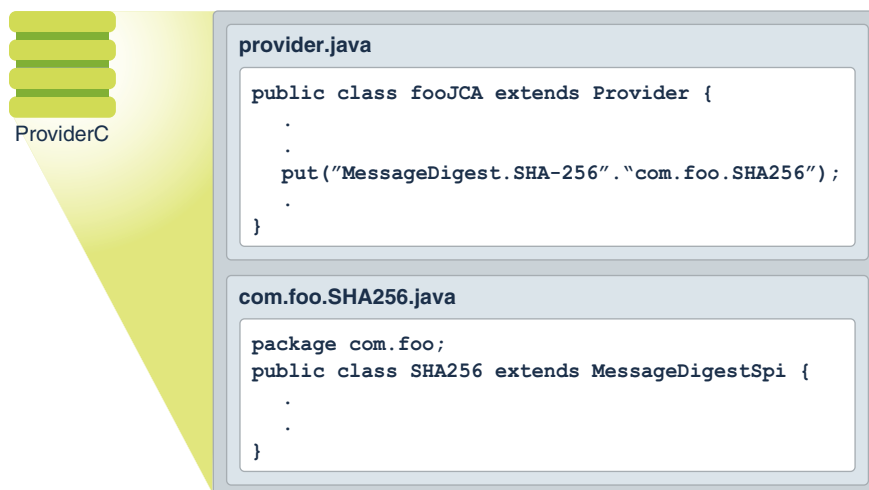 ProviderC
provider.java
public class fooJCA extends Provider {
.
.
put(”MessageDigest.SHA-256”.“com.foo.SHA256”);
.
}
com.foo.SHA256.java
package com.foo;
public class SHA256 extends MessageDigestSpi {
.
.
}